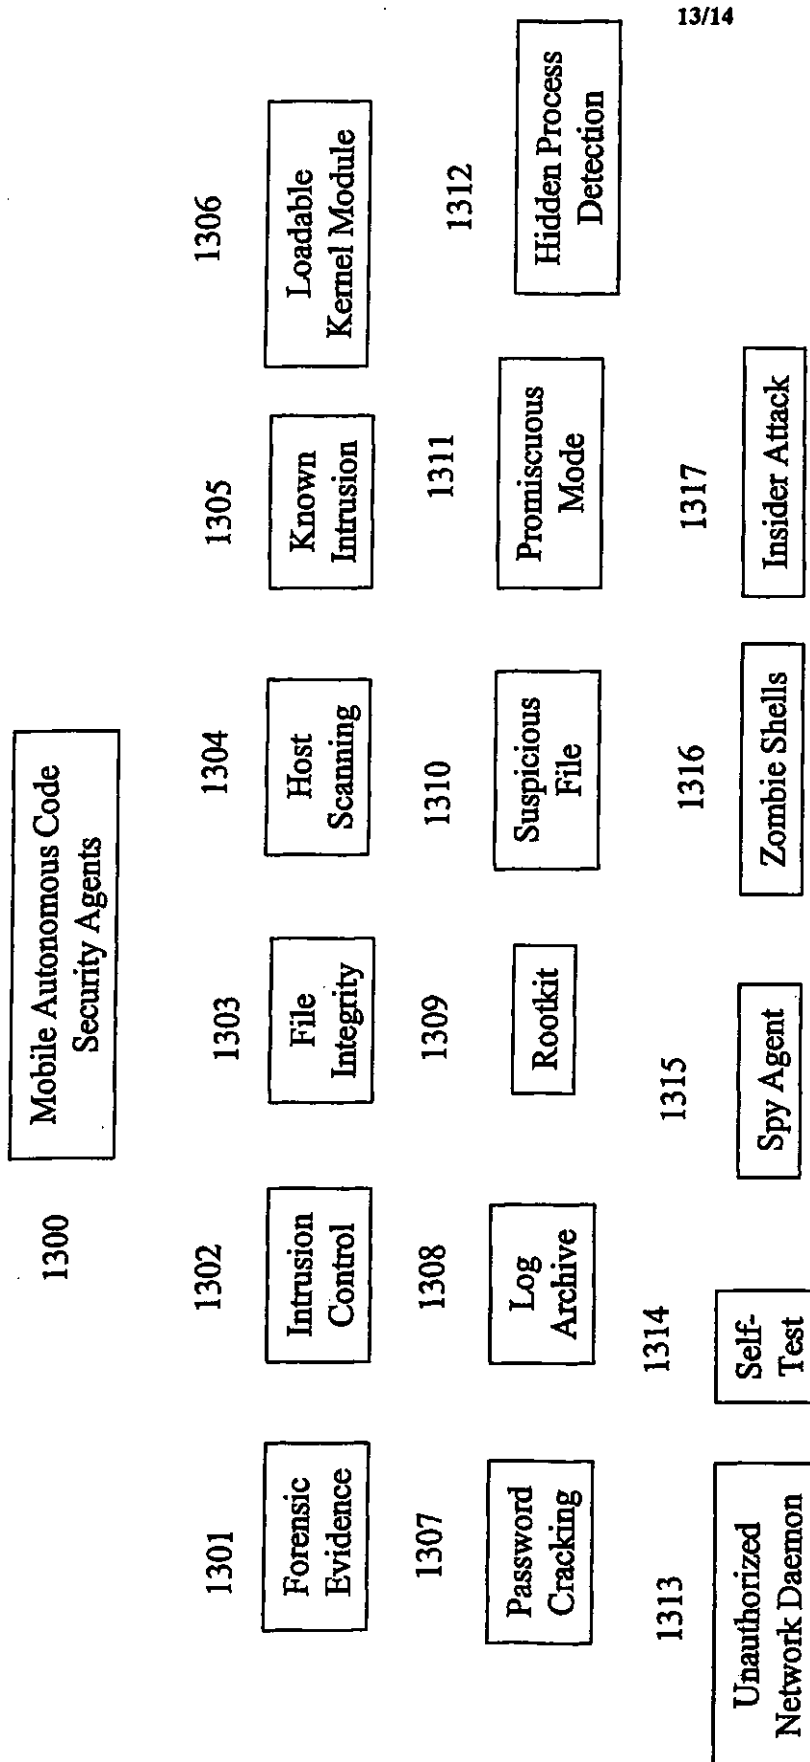 13/14
1300
Mobile Autonomous Code
Security Agents
1301
Forensic
Evidence
1302
Intrusion
Control
1303
File
Integrity
1304
Host
Scanning
1305
Known
Intrusion
1306
Loadable
Kernel Module
1307
Password
Cracking
1308
Log
Archive
1309
Rootkit
1310
Suspicious
File
1311
Promiscuous
Mode
1312
Hidden Process
Detection
1313
Unauthorized
Network Daemon
1314
Self-
Test
1315
Spy Agent
1316
Zombie Shells
1317
Insider Attack